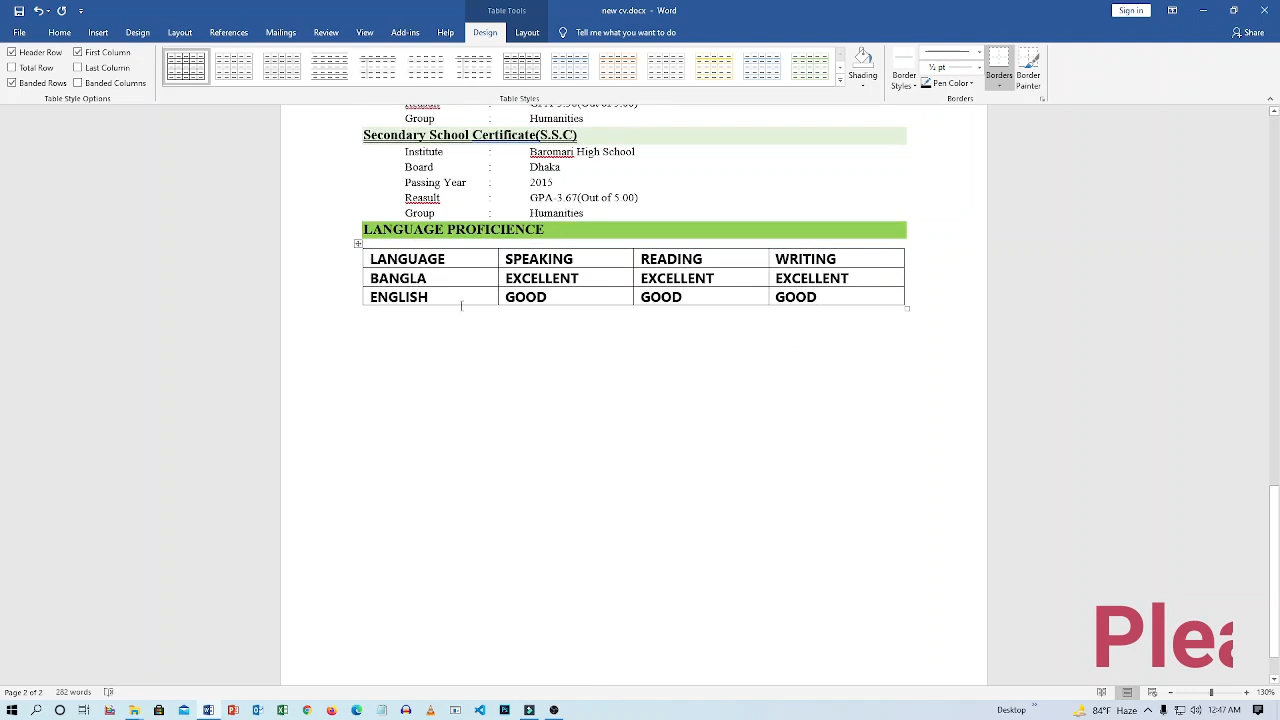 Table Tools
new cv.docx - Word
Sign in
File Home Insert Design Layout References Mailings Review View Add-ins Help Design Layout Tell me what you want to do Share
Header Row First Column
Total Row Last Column
Banded Rows Banded Columns
Table Style Options
Table Styles
Shading
Border Styles
½ pt
Pen Color
Borders
Border Painter
Borders
Group : Humanities
Secondary School Certificate(S.S.C)
Institute : Baromari High School
Board : Dhaka
Passing Year : 2015
Reasult : GPA-3.67(Out of 5.00)
Group : Humanities
LANGUAGE PROFICIENCE
LANGUAGE SPEAKING READING WRITING
BANGLA EXCELLENT EXCELLENT EXCELLENT
ENGLISH GOOD GOOD GOOD
Plea
Page 2 of 2 282 words
130%
Desktop 84°F Haze 12:47 AM